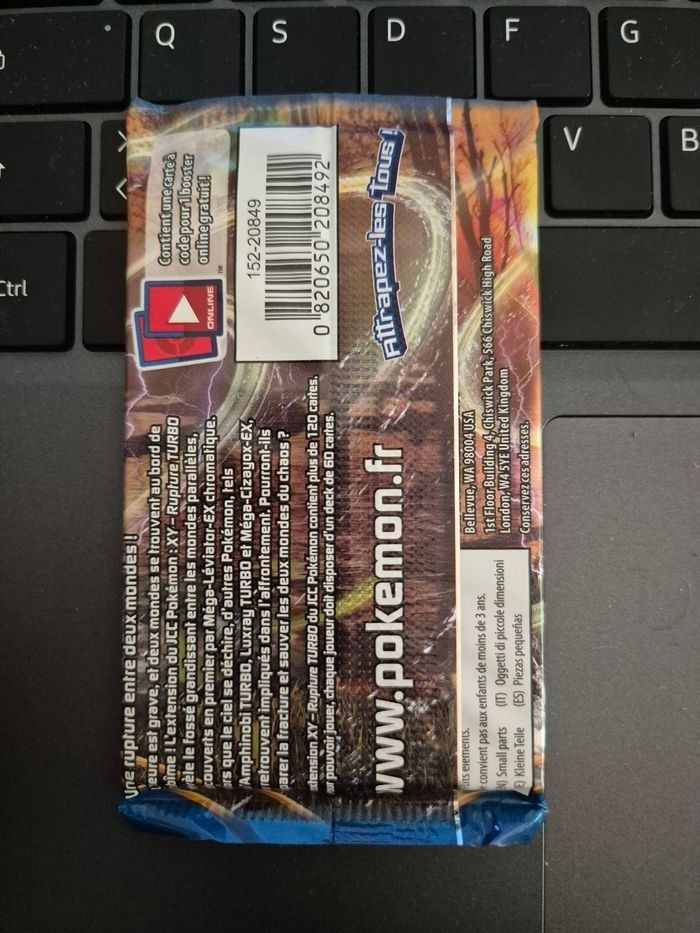 Q
S
D
F
G
V
B
Ctrl
Une rupture entre deux mondes !
est grave, et deux mondes se trouvent au bord de
! L'extension du JCC Pokémon : XY – Rupture TURBO
le fossé grandissant entre les mondes parallèles,
ouverts en premier par Méga-Léviator-EX chromatique.
que le ciel se déchire, d'autres Pokémon, tels
Amphinobi TURBO, Luxray TURBO et Méga-Cizayox-EX,
retrouvent impliqués dans l'affrontement. Pourront-ils
réparer la fracture et sauver les deux mondes du chaos ?
extension XY – Rupture TURBO du JCC Pokémon contient plus de 120 cartes.
pouvoir jouer, chaque joueur doit disposer d'un deck de 60 cartes.
www.pokemon.fr
Contient une carte à
code pour 1 booster
online gratuit !
ONLINE
TM
152-20849
0 820650 208492
Attrapez-les Tous !
Bellevue, WA 98004 USA
1st Floor Building 4, Chiswick Park, 566 Chiswick High Road
London, W4 5YE United Kingdom
Conservez ces adresses.
éléments.
convient pas aux enfants de moins de 3 ans.
Small parts (IT) Oggetti di piccole dimensioni
Kleine Teile (ES) Piezas pequeñas